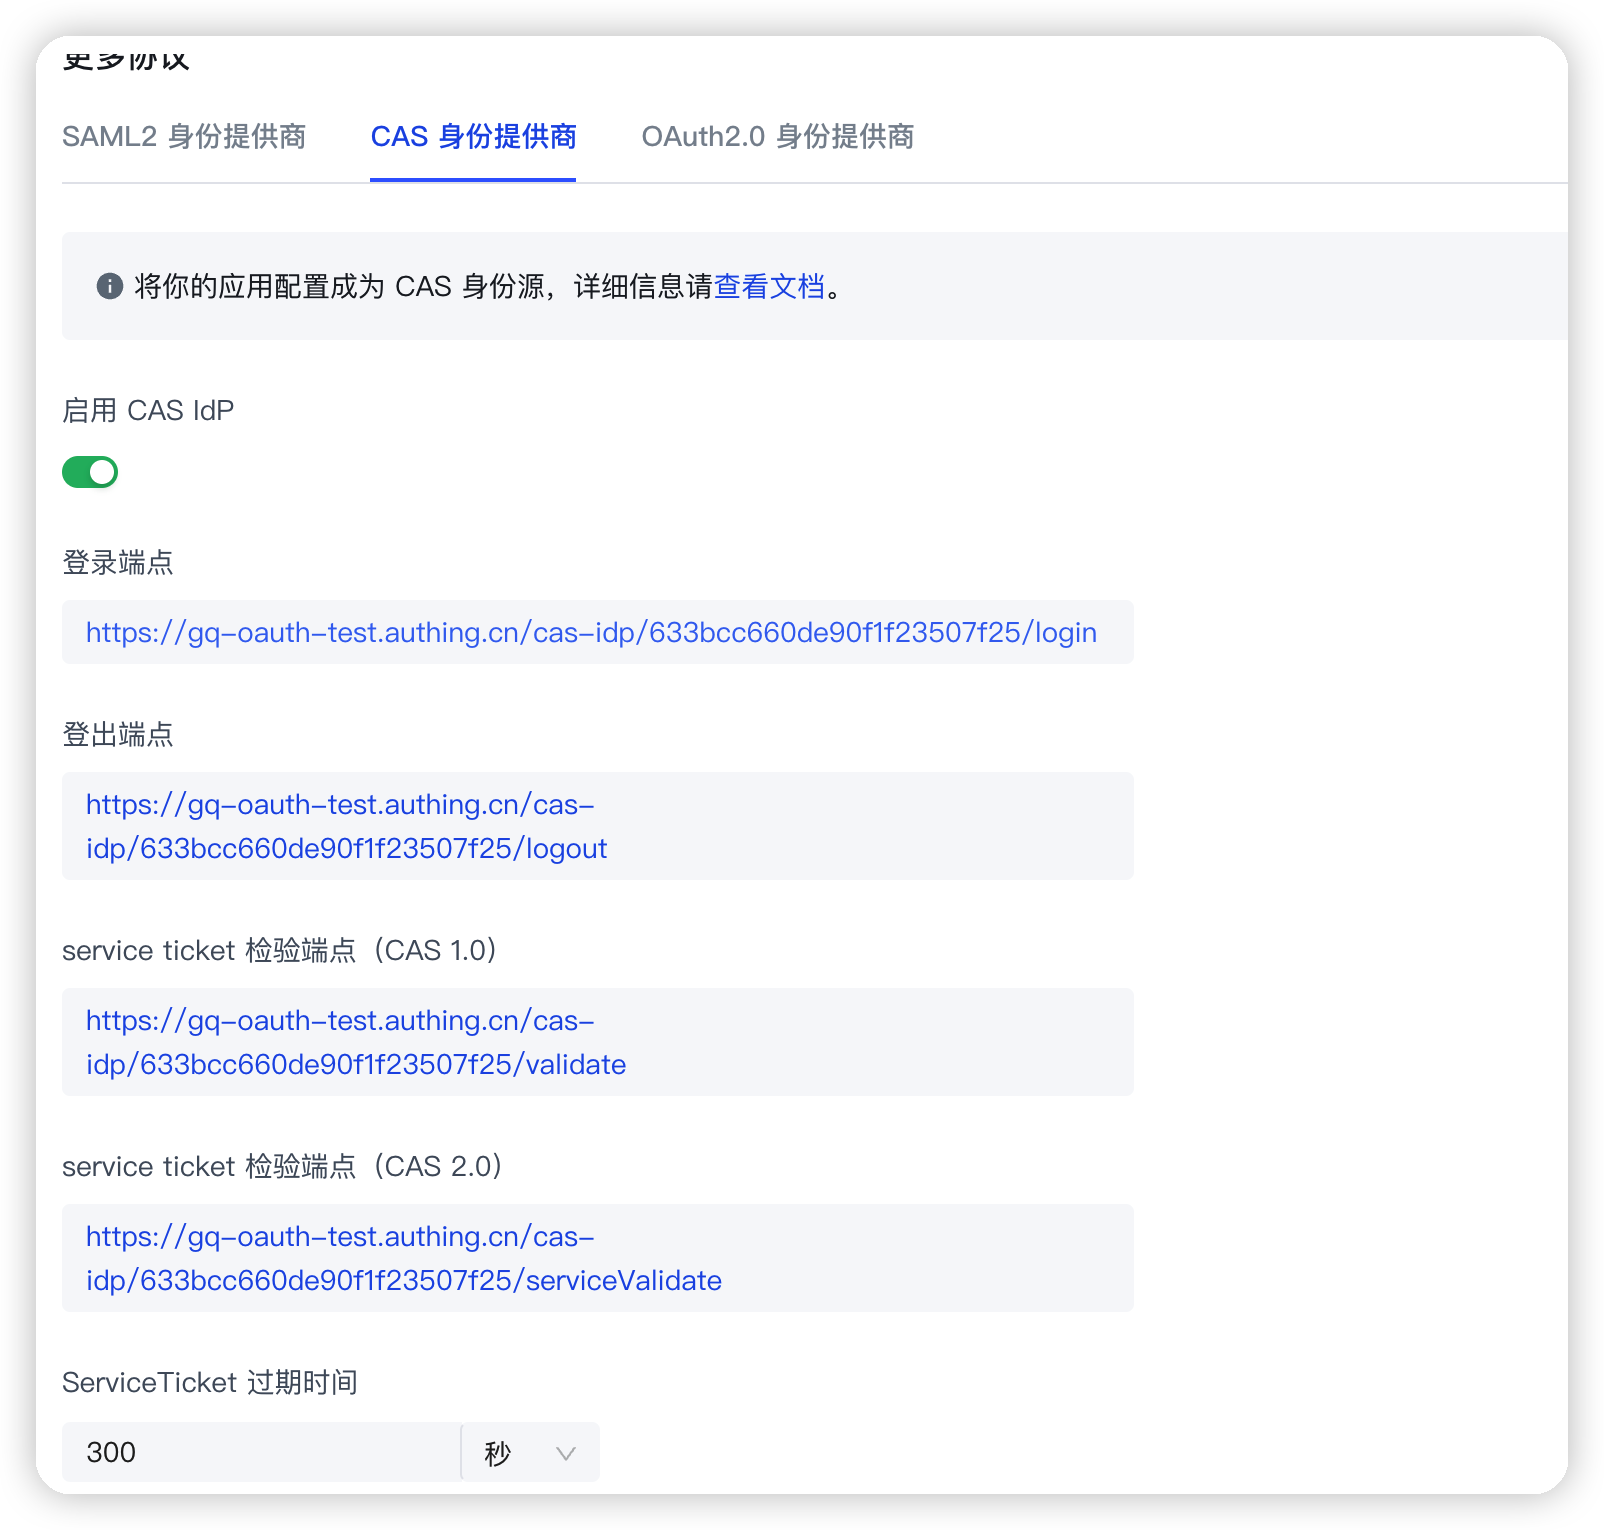 更多协议
SAML2 身份提供商
CAS 身份提供商
OAuth2.0 身份提供商
将你的应用配置成为 CAS 身份源，详细信息请查看文档。
启用 CAS IdP
登录端点
https://gq-oauth-test.authing.cn/cas-idp/633bcc660de90f1f23507f25/login
登出端点
https://gq-oauth-test.authing.cn/cas-
idp/633bcc660de90f1f23507f25/logout
service ticket 检验端点（CAS 1.0）
https://gq-oauth-test.authing.cn/cas-
idp/633bcc660de90f1f23507f25/validate
service ticket 检验端点（CAS 2.0）
https://gq-oauth-test.authing.cn/cas-
idp/633bcc660de90f1f23507f25/serviceValidate
ServiceTicket 过期时间
300 秒